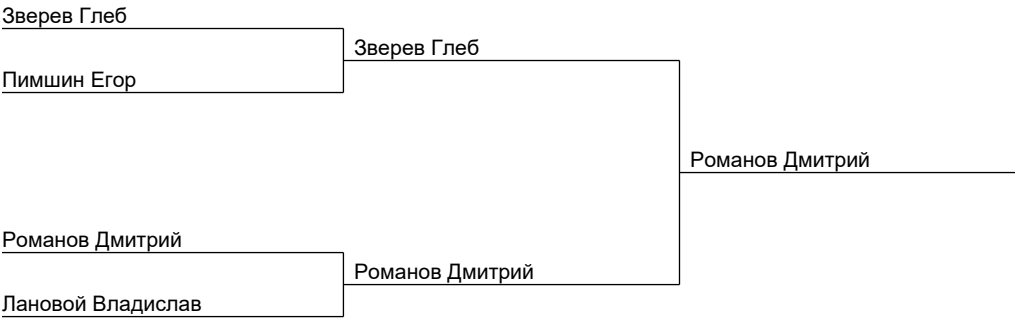 Зверев Глеб
Зверев Глеб
Пимшин Егор
Романов Дмитрий
Романов Дмитрий
Романов Дмитрий
Лановой Владислав